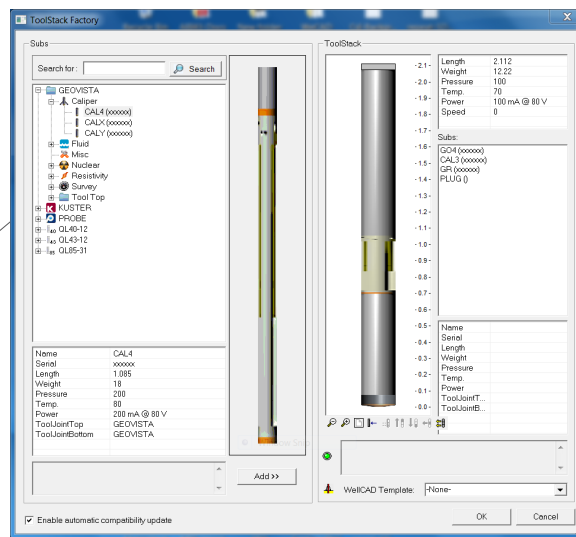 ToolStack Factory
Subs
Search for :
Search
GEOVISTA
Caliper
CAL4 (xxxxxx)
CALX (xxxxxx)
CALY (xxxxxx)
Fluid
Misc
Nuclear
Resistivity
Survey
Tool Top
KUSTER
PROBE
40 QL40-12
40 QL43-12
85 QL85-31
Name CAL4
Serial xxxxxx
Length 1.085
Weight 18
Pressure 200
Temp. 80
Power 200 mA @ 80 V
ToolJointTop GEOVISTA
ToolJointBottom GEOVISTA
Add >>
Enable automatic compatibility update
ToolStack
- 2.1 -
- 2.0 -
- 1.9 -
- 1.8 -
- 1.7 -
- 1.6 -
- 1.5 -
- 1.4 -
- 1.3 -
- 1.2 -
- 1.1 -
- 1.0 -
- 0.9 -
- 0.8 -
- 0.7 -
- 0.6 -
- 0.5 -
- 0.4 -
- 0.3 -
- 0.2 -
- 0.1 -
- 0.0 -
Length 2.112
Weight 12.22
Pressure 100
Temp. 70
Power 100 mA @ 80 V
Speed 0
Subs:
GO4 (xxxxxx)
CAL3 (xxxxxx)
GR (xxxxxx)
PLUG ()
Name
Serial
Length
Weight
Pressure
Temp.
Power
ToolJointT...
ToolJointB...
WellCAD Template:
-None-
OK
Cancel